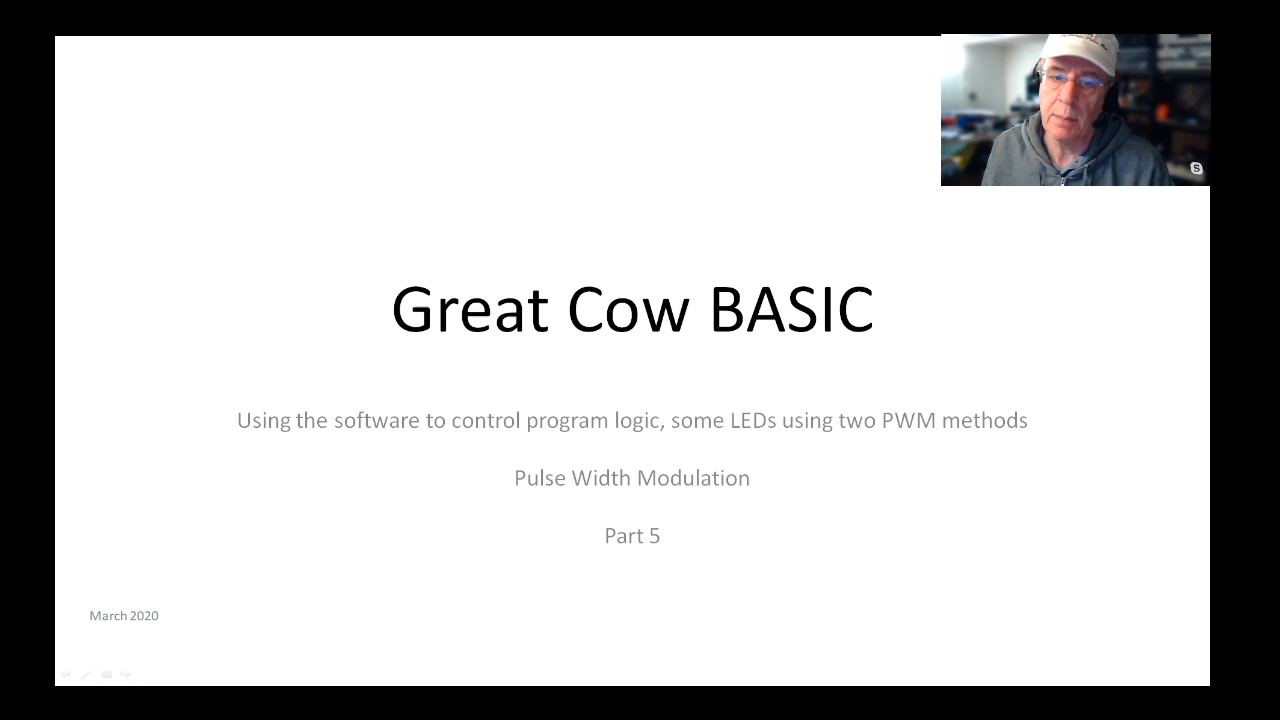 Great Cow BASIC
Using the software to control program logic, some LEDs using two PWM methods
Pulse Width Modulation
Part 5
March 2020